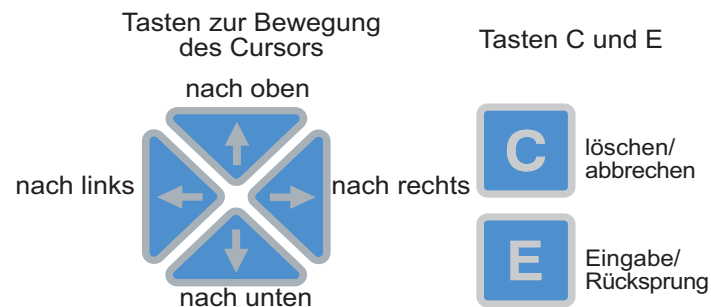 Tasten zur Bewegung
des Cursors
nach oben
nach links
nach rechts
nach unten
Tasten C und E
C
löschen/
abbrechen
E
Eingabe/
Rücksprung